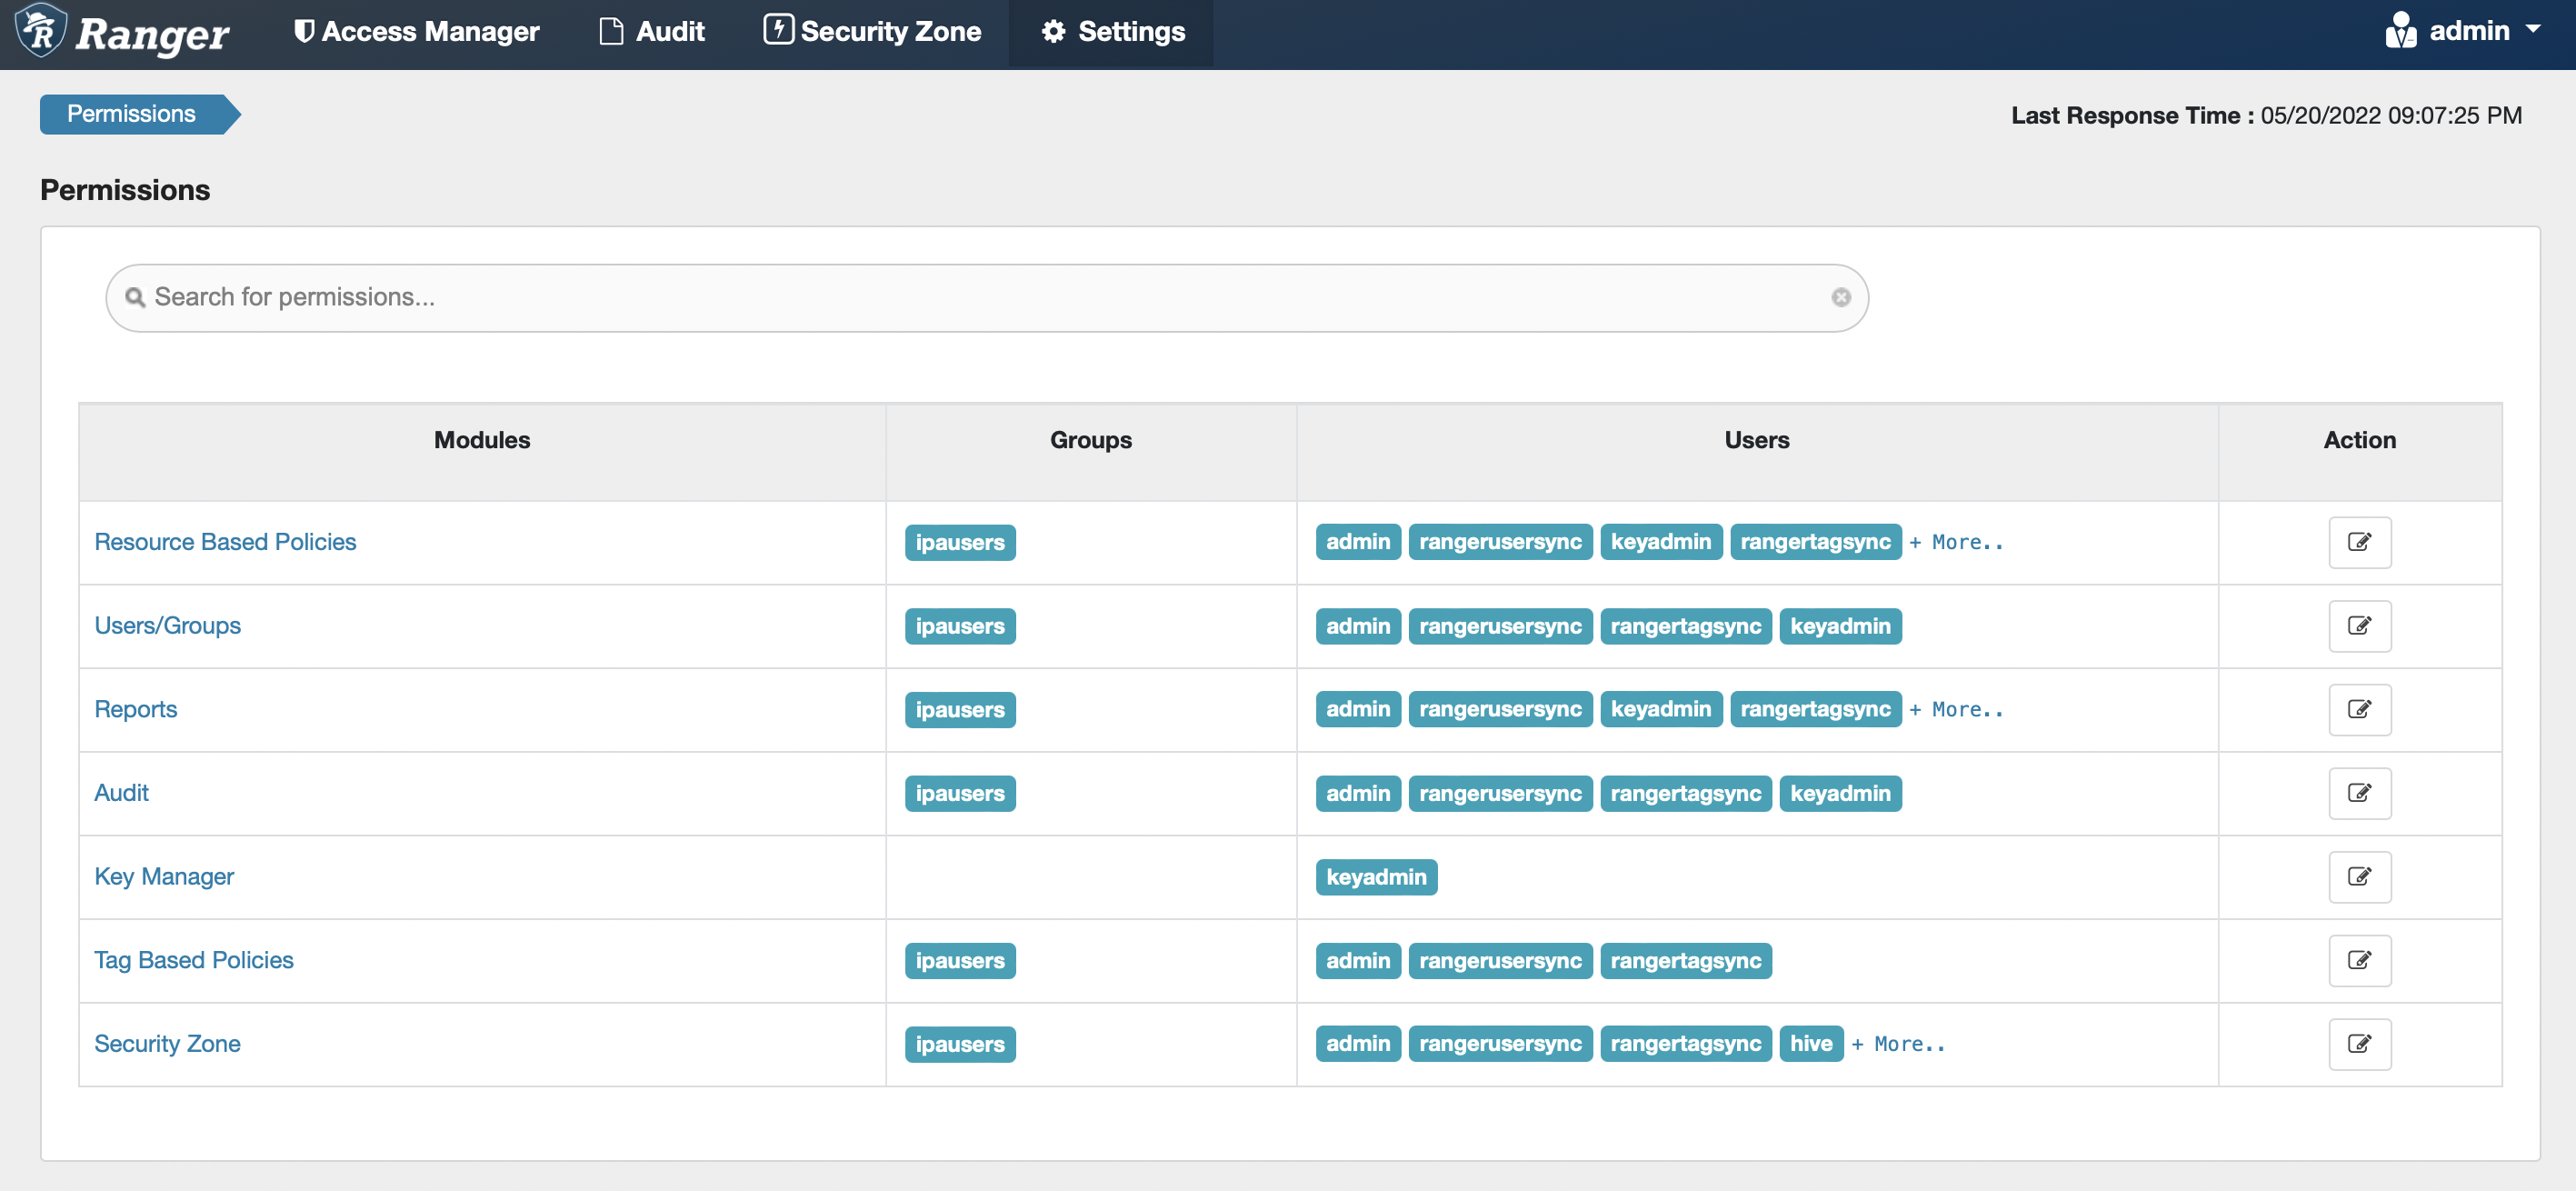 Ranger Access Manager Audit Security Zone Settings admin
Permissions
Last Response Time : 05/20/2022 09:07:25 PM
Permissions
Search for permissions...
Modules Groups Users Action
Resource Based Policies ipausers admin rangerusersync keyadmin rangertagsync + More..
Users/Groups ipausers admin rangerusersync rangertagsync keyadmin
Reports ipausers admin rangerusersync keyadmin rangertagsync + More..
Audit ipausers admin rangerusersync rangertagsync keyadmin
Key Manager keyadmin
Tag Based Policies ipausers admin rangerusersync rangertagsync
Security Zone ipausers admin rangerusersync rangertagsync hive + More..